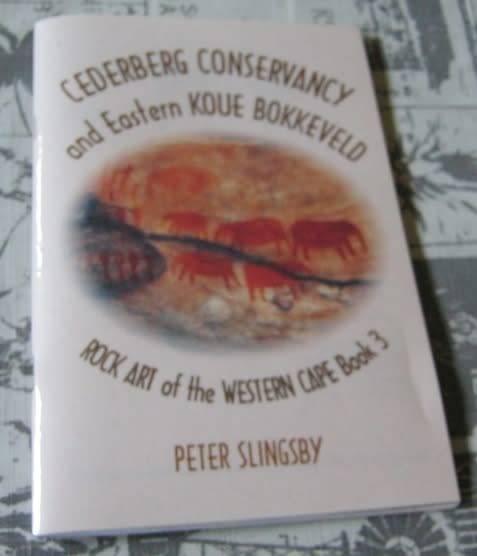 CEDERBERG CONSERVANCY
and Eastern KOUE BOKKEVELD
ROCK ART of the WESTERN CAPE Book 3
PETER SLINGSBY